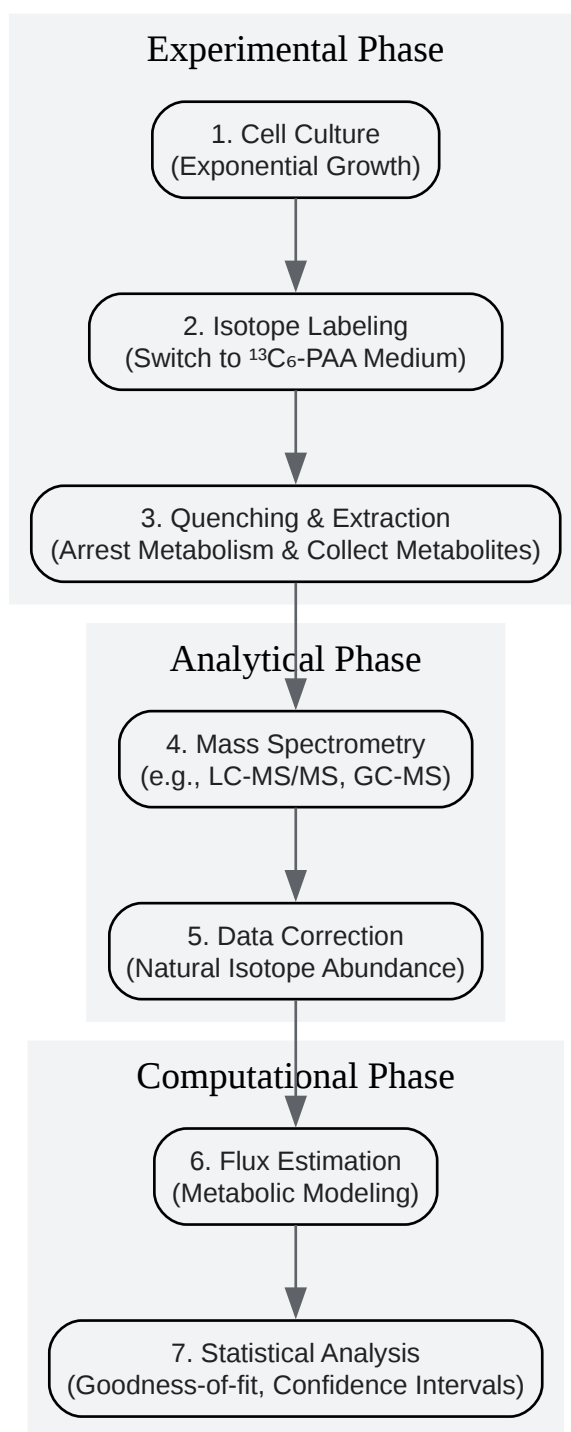 Experimental Phase
1. Cell Culture
(Exponential Growth)
2. Isotope Labeling
(Switch to ¹³C₆-PAA Medium)
3. Quenching & Extraction
(Arrest Metabolism & Collect Metabolites)
Analytical Phase
4. Mass Spectrometry
(e.g., LC-MS/MS, GC-MS)
5. Data Correction
(Natural Isotope Abundance)
Computational Phase
6. Flux Estimation
(Metabolic Modeling)
7. Statistical Analysis
(Goodness-of-fit, Confidence Intervals)